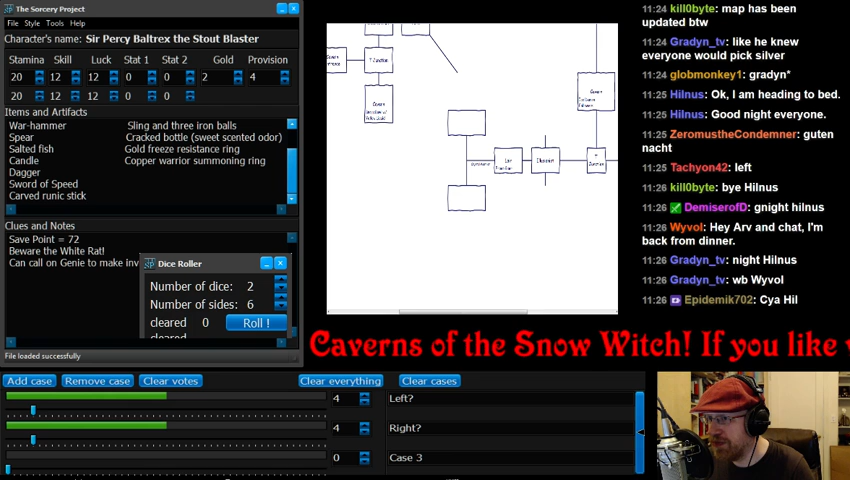 The Sorcery Project
File Style Tools Help
Character's name: Sir Percy Baltrex the Stout Blaster
Stamina Skill Luck Stat 1 Stat 2 Gold Provision
20 12 12 0 0 2 4
20 12 12 0 0
Items and Artifacts
War-hammer Sling and three iron balls
Spear Cracked bottle (sweet scented odor)
Salted fish Gold freeze resistance ring
Candle Copper warrior summoning ring
Dagger
Sword of Speed
Carved runic stick
Clues and Notes
Save Point = 72
Beware the White Rat!
Can call on Genie to make inv
Dice Roller
Number of dice: 2
Number of sides: 6
cleared 0 Roll !
cleared
File loaded successfully
T Junction
Cavern
11:24 kill0byte: map has been
updated btw
11:24 Gradyn_tv: like he knew
everyone would pick silver
11:24 globmonkey1: gradyn*
11:25 Hilnus: Ok, I am heading to bed.
11:25 Hilnus: Good night everyone.
11:25 ZeromustheCondemner: guten
nacht
11:25 Tachyon42: left
11:26 kill0byte: bye Hilnus
11:26 DemiserofD: gnight hilnus
11:26 Wyvol: Hey Arv and chat, I'm
back from dinner.
11:26 Gradyn_tv: night Hilnus
11:26 Gradyn_tv: wb Wyvol
11:26 Epidemik702: Cya Hil
Caverns of the Snow Witch! If you like
Add case Remove case Clear votes Clear everything Clear cases
4 Left?
4 Right?
0 Case 3